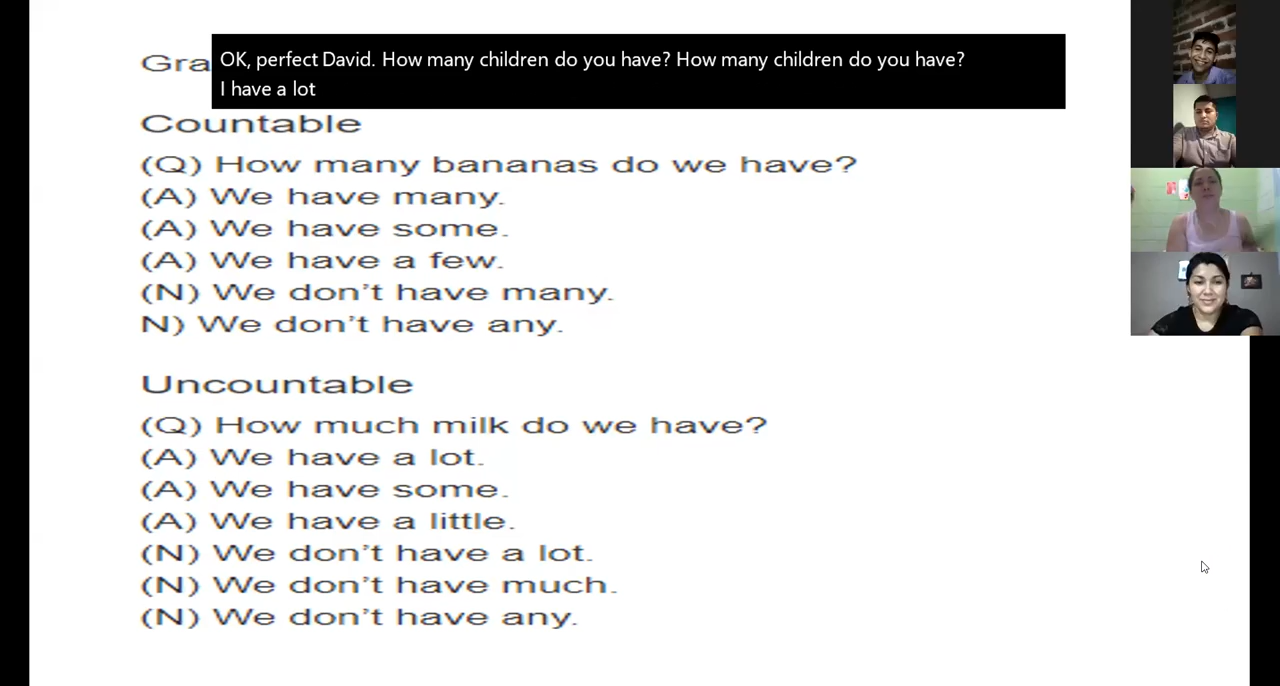 Gra
OK, perfect David. How many children do you have? How many children do you have?
I have a lot
Countable
(Q) How many bananas do we have?
(A) We have many.
(A) We have some.
(A) We have a few.
(N) We don't have many.
N) We don't have any.
Uncountable
(Q) How much milk do we have?
(A) We have a lot.
(A) We have some.
(A) We have a little.
(N) We don't have a lot.
(N) We don't have much.
(N) We don't have any.